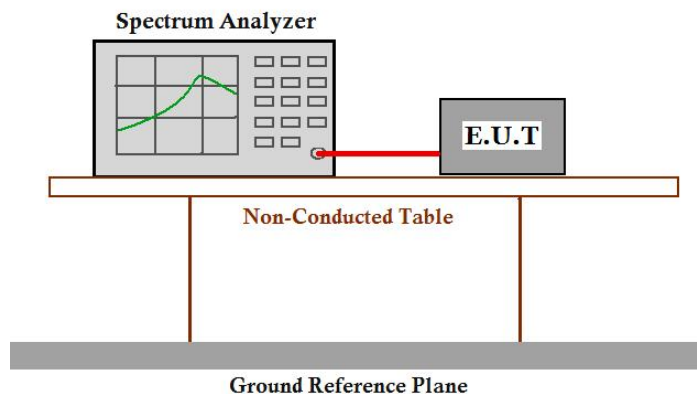 Spectrum Analyzer
E.U.T
Non-Conducted Table
Ground Reference Plane